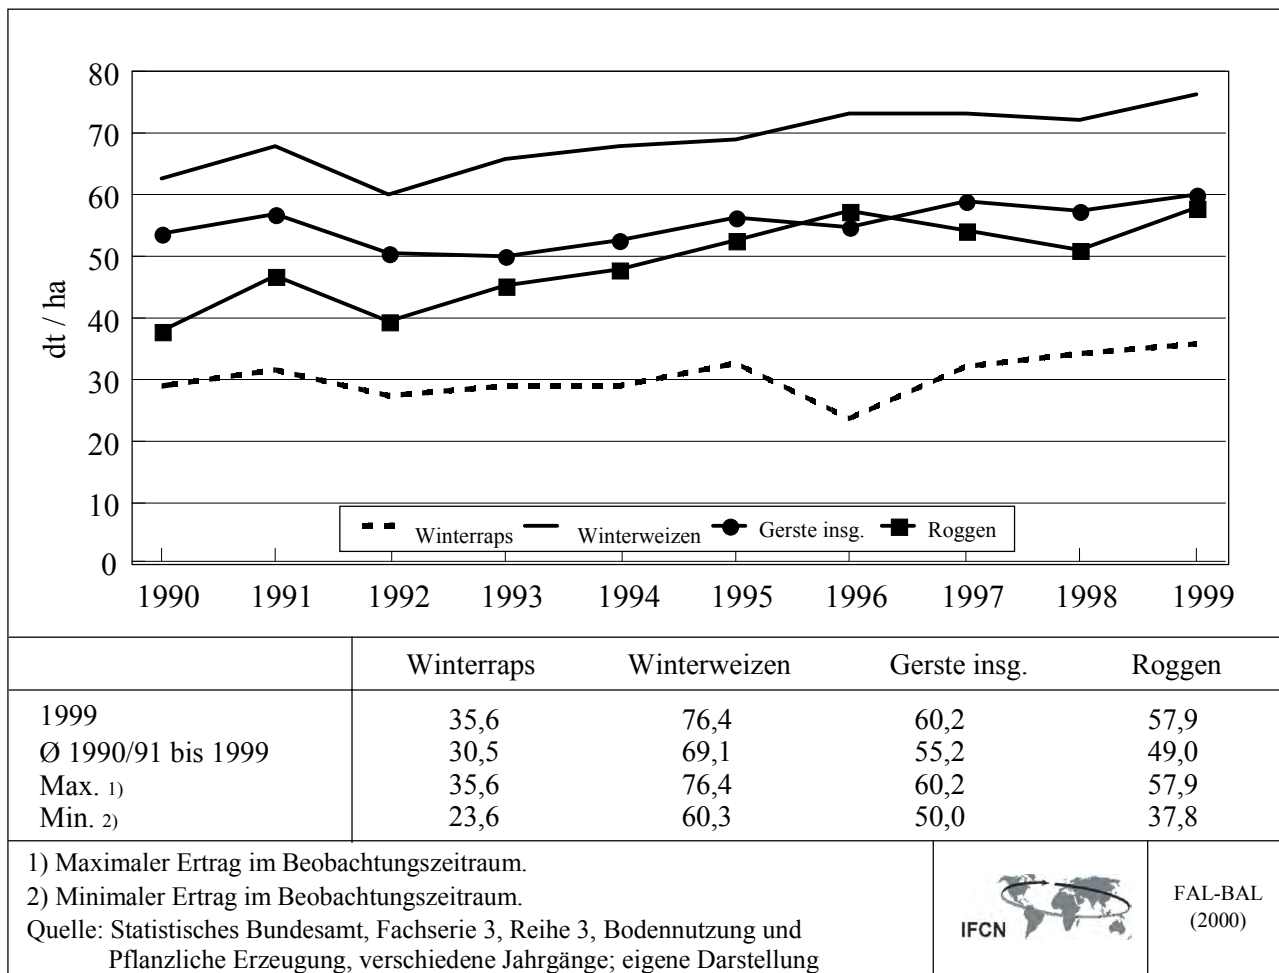 80
70
60
50
40
30
20
10
0
dt / ha
Winterraps Winterweizen Gerste insg. Roggen
1990 1991 1992 1993 1994 1995 1996 1997 1998 1999
Winterraps Winterweizen Gerste insg. Roggen
1999 35,6 76,4 60,2 57,9
Ø 1990/91 bis 1999 30,5 69,1 55,2 49,0
Max. 1) 35,6 76,4 60,2 57,9
Min. 2) 23,6 60,3 50,0 37,8
1) Maximaler Ertrag im Beobachtungszeitraum.
2) Minimaler Ertrag im Beobachtungszeitraum.
Quelle: Statistisches Bundesamt, Fachserie 3, Reihe 3, Bodennutzung und
Pflanzliche Erzeugung, verschiedene Jahrgänge; eigene Darstellung
IFCN
FAL-BAL
(2000)